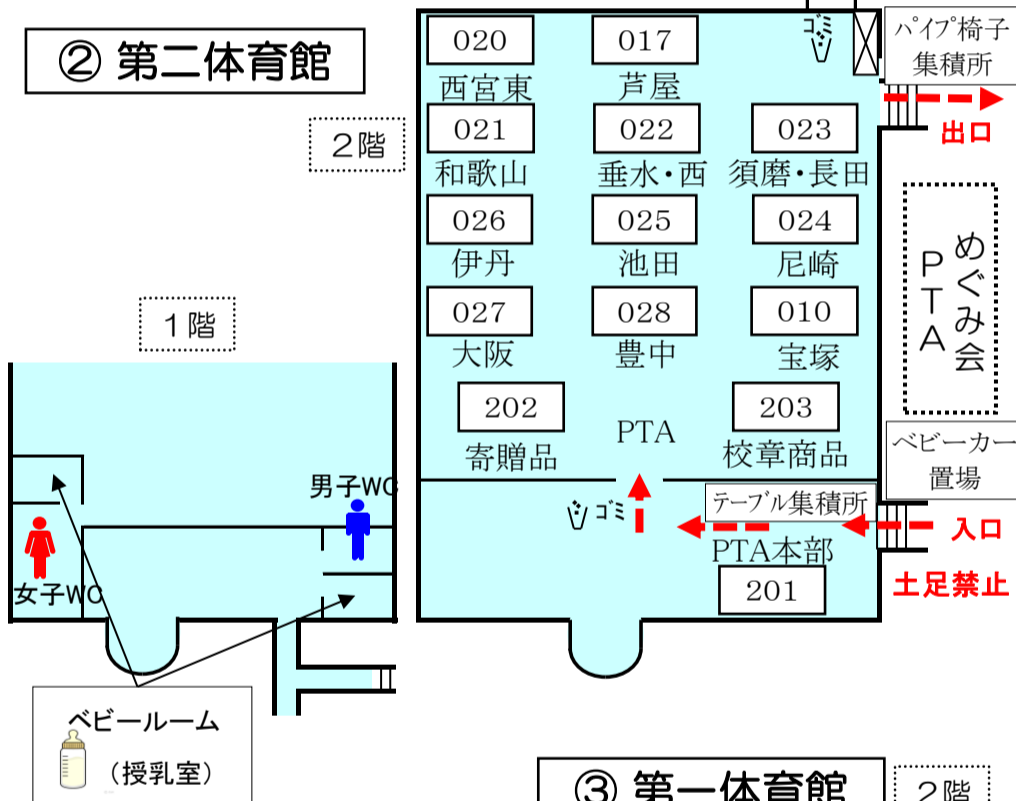 ② 第二体育館
2階
020
西宮東
017
芦屋
ゴミ
パイプ椅子
集積所
出口
021
和歌山
022
垂水・西
023
須磨・長田
026
伊丹
025
池田
024
尼崎
027
大阪
028
豊中
010
宝塚
めぐみ会
PTA
202
寄贈品
PTA
203
校章商品
ベビーカー
置場
ゴミ
テーブル集積所
入口
PTA本部
201
土足禁止
1階
男子WC
女子WC
ベビールーム
(授乳室)
③ 第一体育館
2階